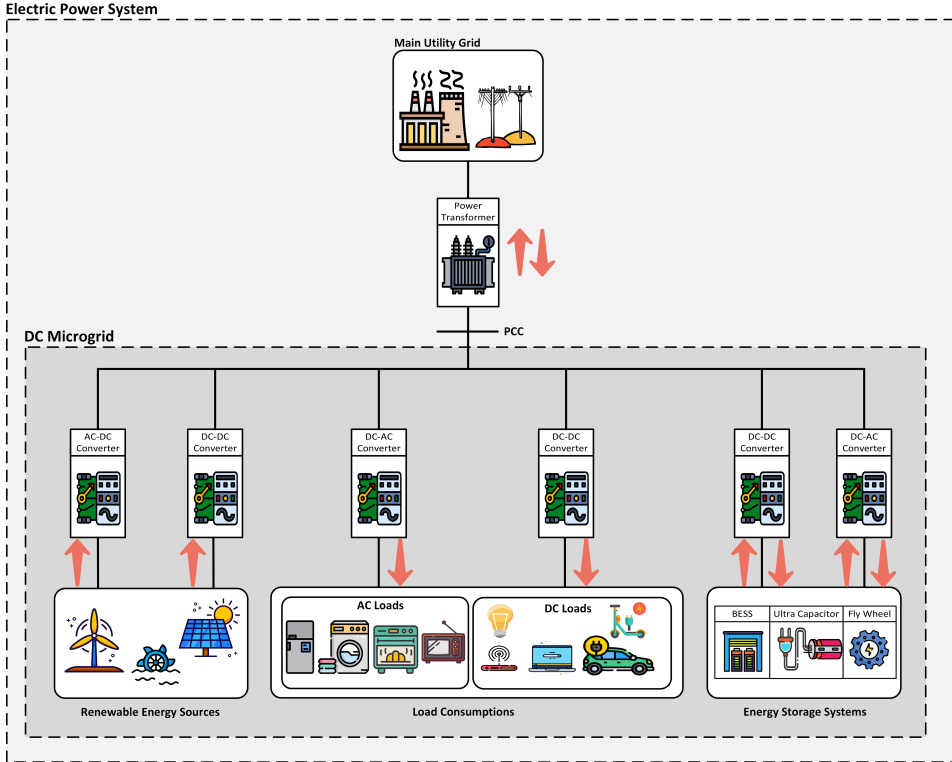 Electric Power System
Main Utility Grid
Power
Transformer
PCC
DC Microgrid
AC-DC
Converter
DC-DC
Converter
DC-AC
Converter
DC-DC
Converter
DC-DC
Converter
DC-AC
Converter
AC Loads
DC Loads
BESS
Ultra Capacitor
Fly Wheel
Renewable Energy Sources
Load Consumptions
Energy Storage Systems